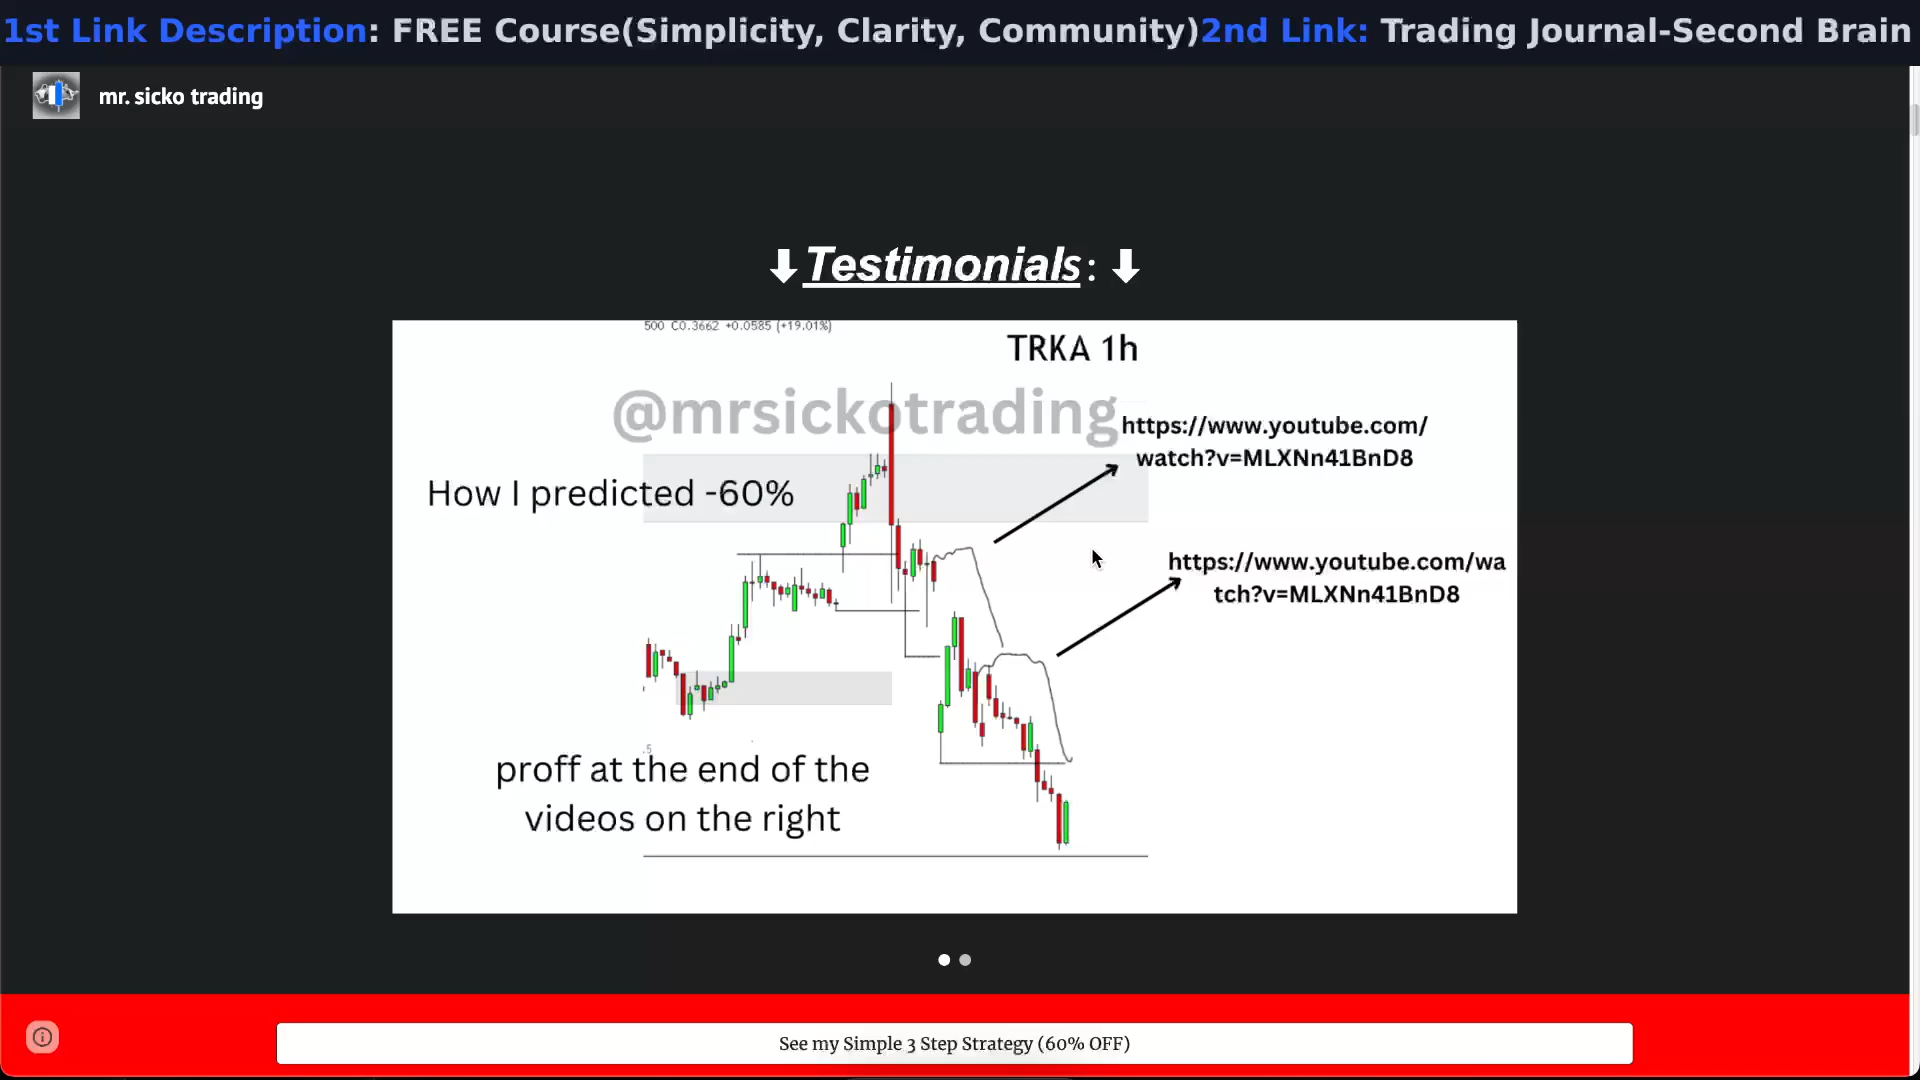 1st Link Description: FREE Course(Simplicity, Clarity, Community)2nd Link: Trading Journal-Second Brain
mr. sicko trading
Testimonials:
500 C0.3662 +0.0585 (+19.01%)
TRKA 1h
@mrsickotrading
https://www.youtube.com/
watch?v=MLXNn41BnD8
How I predicted -60%
https://www.youtube.com/wa
tch?v=MLXNn41BnD8
.5
proff at the end of the
videos on the right
See my Simple 3 Step Strategy (60% OFF)